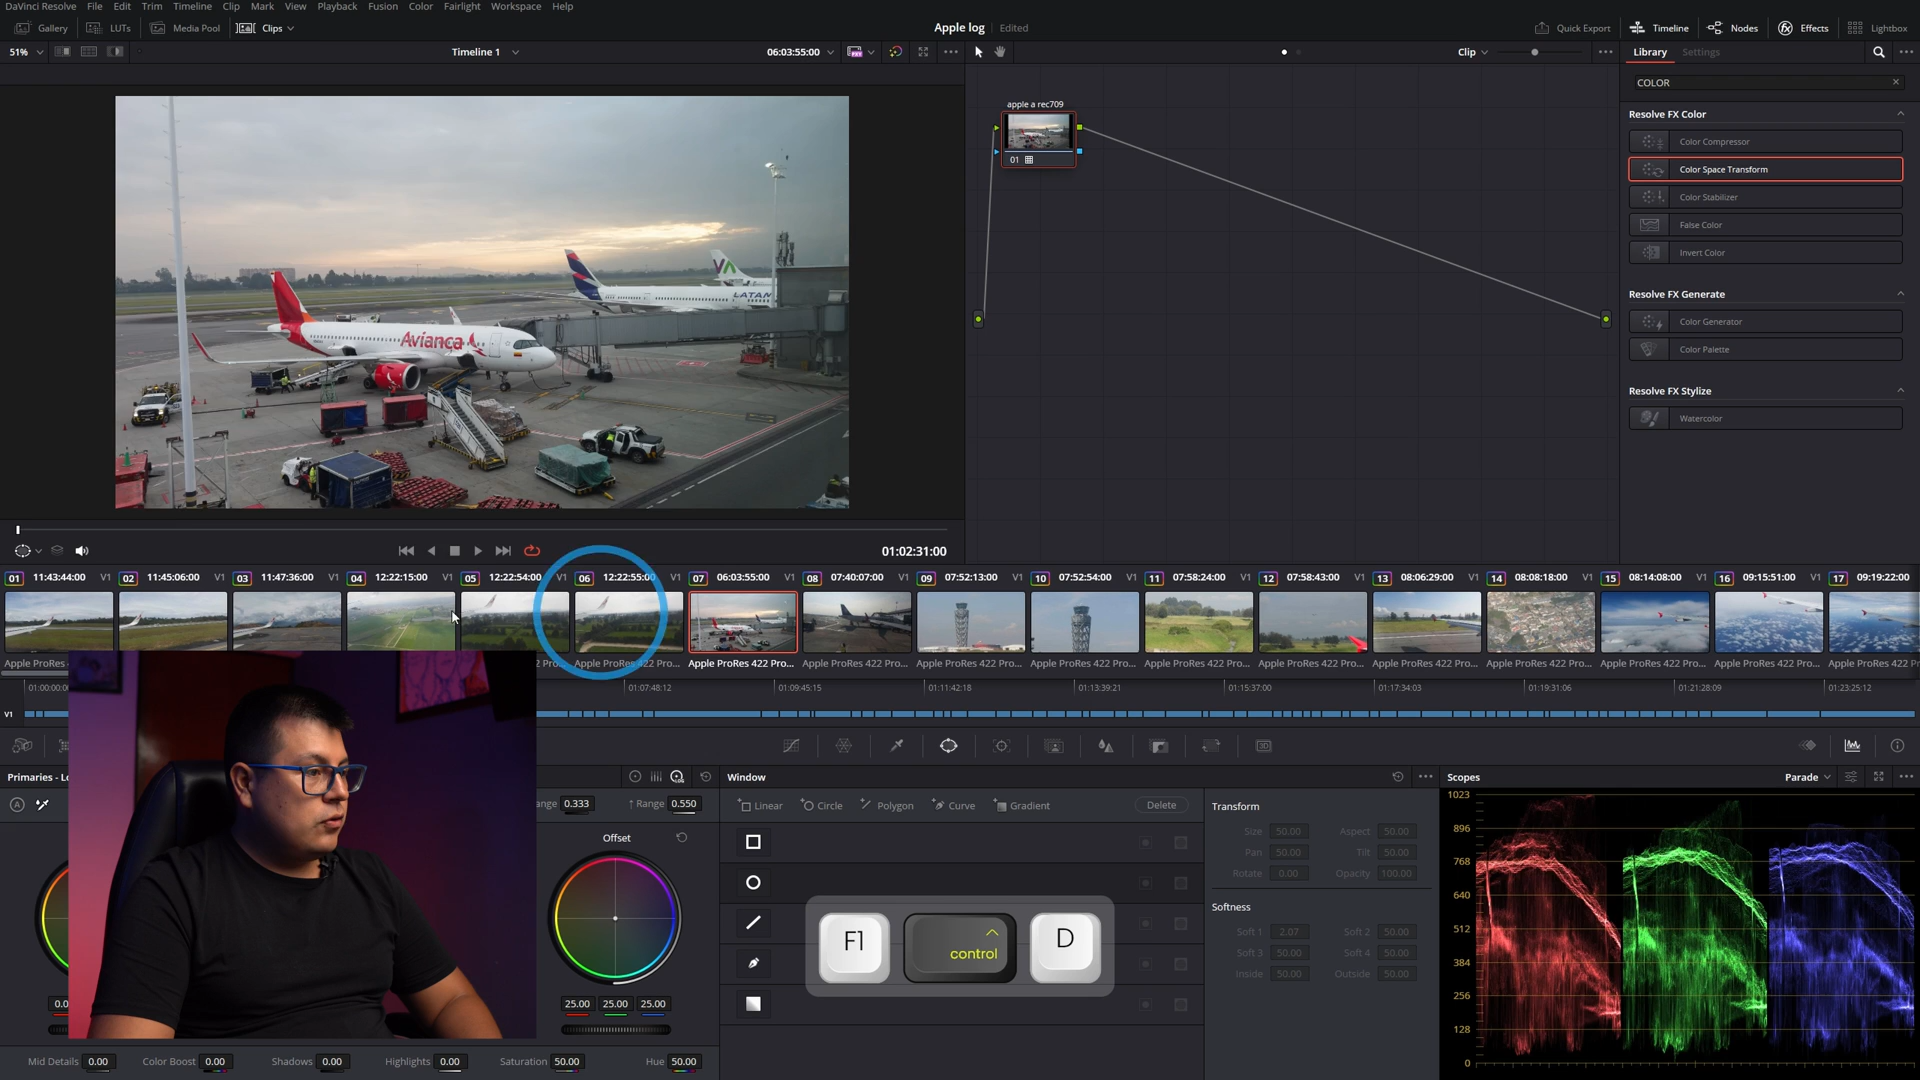 DaVinci Resolve File Edit Trim Timeline Clip Mark View Playback Fusion Color Fairlight Workspace Help
Gallery LUTs Media Pool Clips Apple log Edited Quick Export Timeline Nodes Effects Lightbox
51% Timeline 1 06:03:55:00 Clip Library Settings
COLOR
apple a rec709
01
Resolve FX Color
Color Compressor
Color Space Transform
Color Stabilizer
False Color
Invert Color
Resolve FX Generate
Color Generator
Color Palette
Resolve FX Stylize
Watercolor
Avianca
LATAM
01:02:31:00
01 11:43:44:00 V1 02 11:45:06:00 V1 03 11:47:36:00 V1 04 12:22:15:00 V1 05 12:22:54:00 V1 06 12:22:55:00 V1 07 06:03:55:00 V1 08 07:40:07:00 V1 09 07:52:13:00 V1 10 07:52:54:00 V1 11 07:58:24:00 V1 12 07:58:43:00 V1 13 08:06:29:00 V1 14 08:08:18:00 V1 15 08:14:08:00 V1 16 09:15:51:00 V1 17 09:19:22:00
Apple ProRes Pro... Apple ProRes 422 Pro... Apple ProRes 422 Pro... Apple ProRes 422 Pro... Apple ProRes 422 Pro... Apple ProRes 422 Pro... Apple ProRes 422 Pro... Apple ProRes 422 Pro... Apple ProRes 422 Pro... Apple ProRes 422 Pro... Apple ProRes 422 Pro... Apple ProRes 422 Pro... Apple ProRes 42
01:00:00:00 01:07:48:12 01:09:45:15 01:11:42:18 01:13:39:21 01:15:37:00 01:17:34:03 01:19:31:06 01:21:28:09 01:23:25:12
V1
Primaries - Lo Window Scopes Parade
A ange 0.333 Range 0.550 Linear Circle Polygon Curve Gradient Delete
Offset
25.00 25.00 25.00
Transform
Size 50.00 Aspect 50.00
Pan 50.00 Tilt 50.00
Rotate 0.00 Opacity 100.00
Softness
Soft 1 2.07 Soft 2 50.00
Soft 3 50.00 Soft 4 50.00
Inside 50.00 Outside 50.00
F1 control D
1023
896
768
640
512
384
256
128
0
Mid Details 0.00 Color Boost 0.00 Shadows 0.00 Highlights 0.00 Saturation 50.00 Hue 50.00